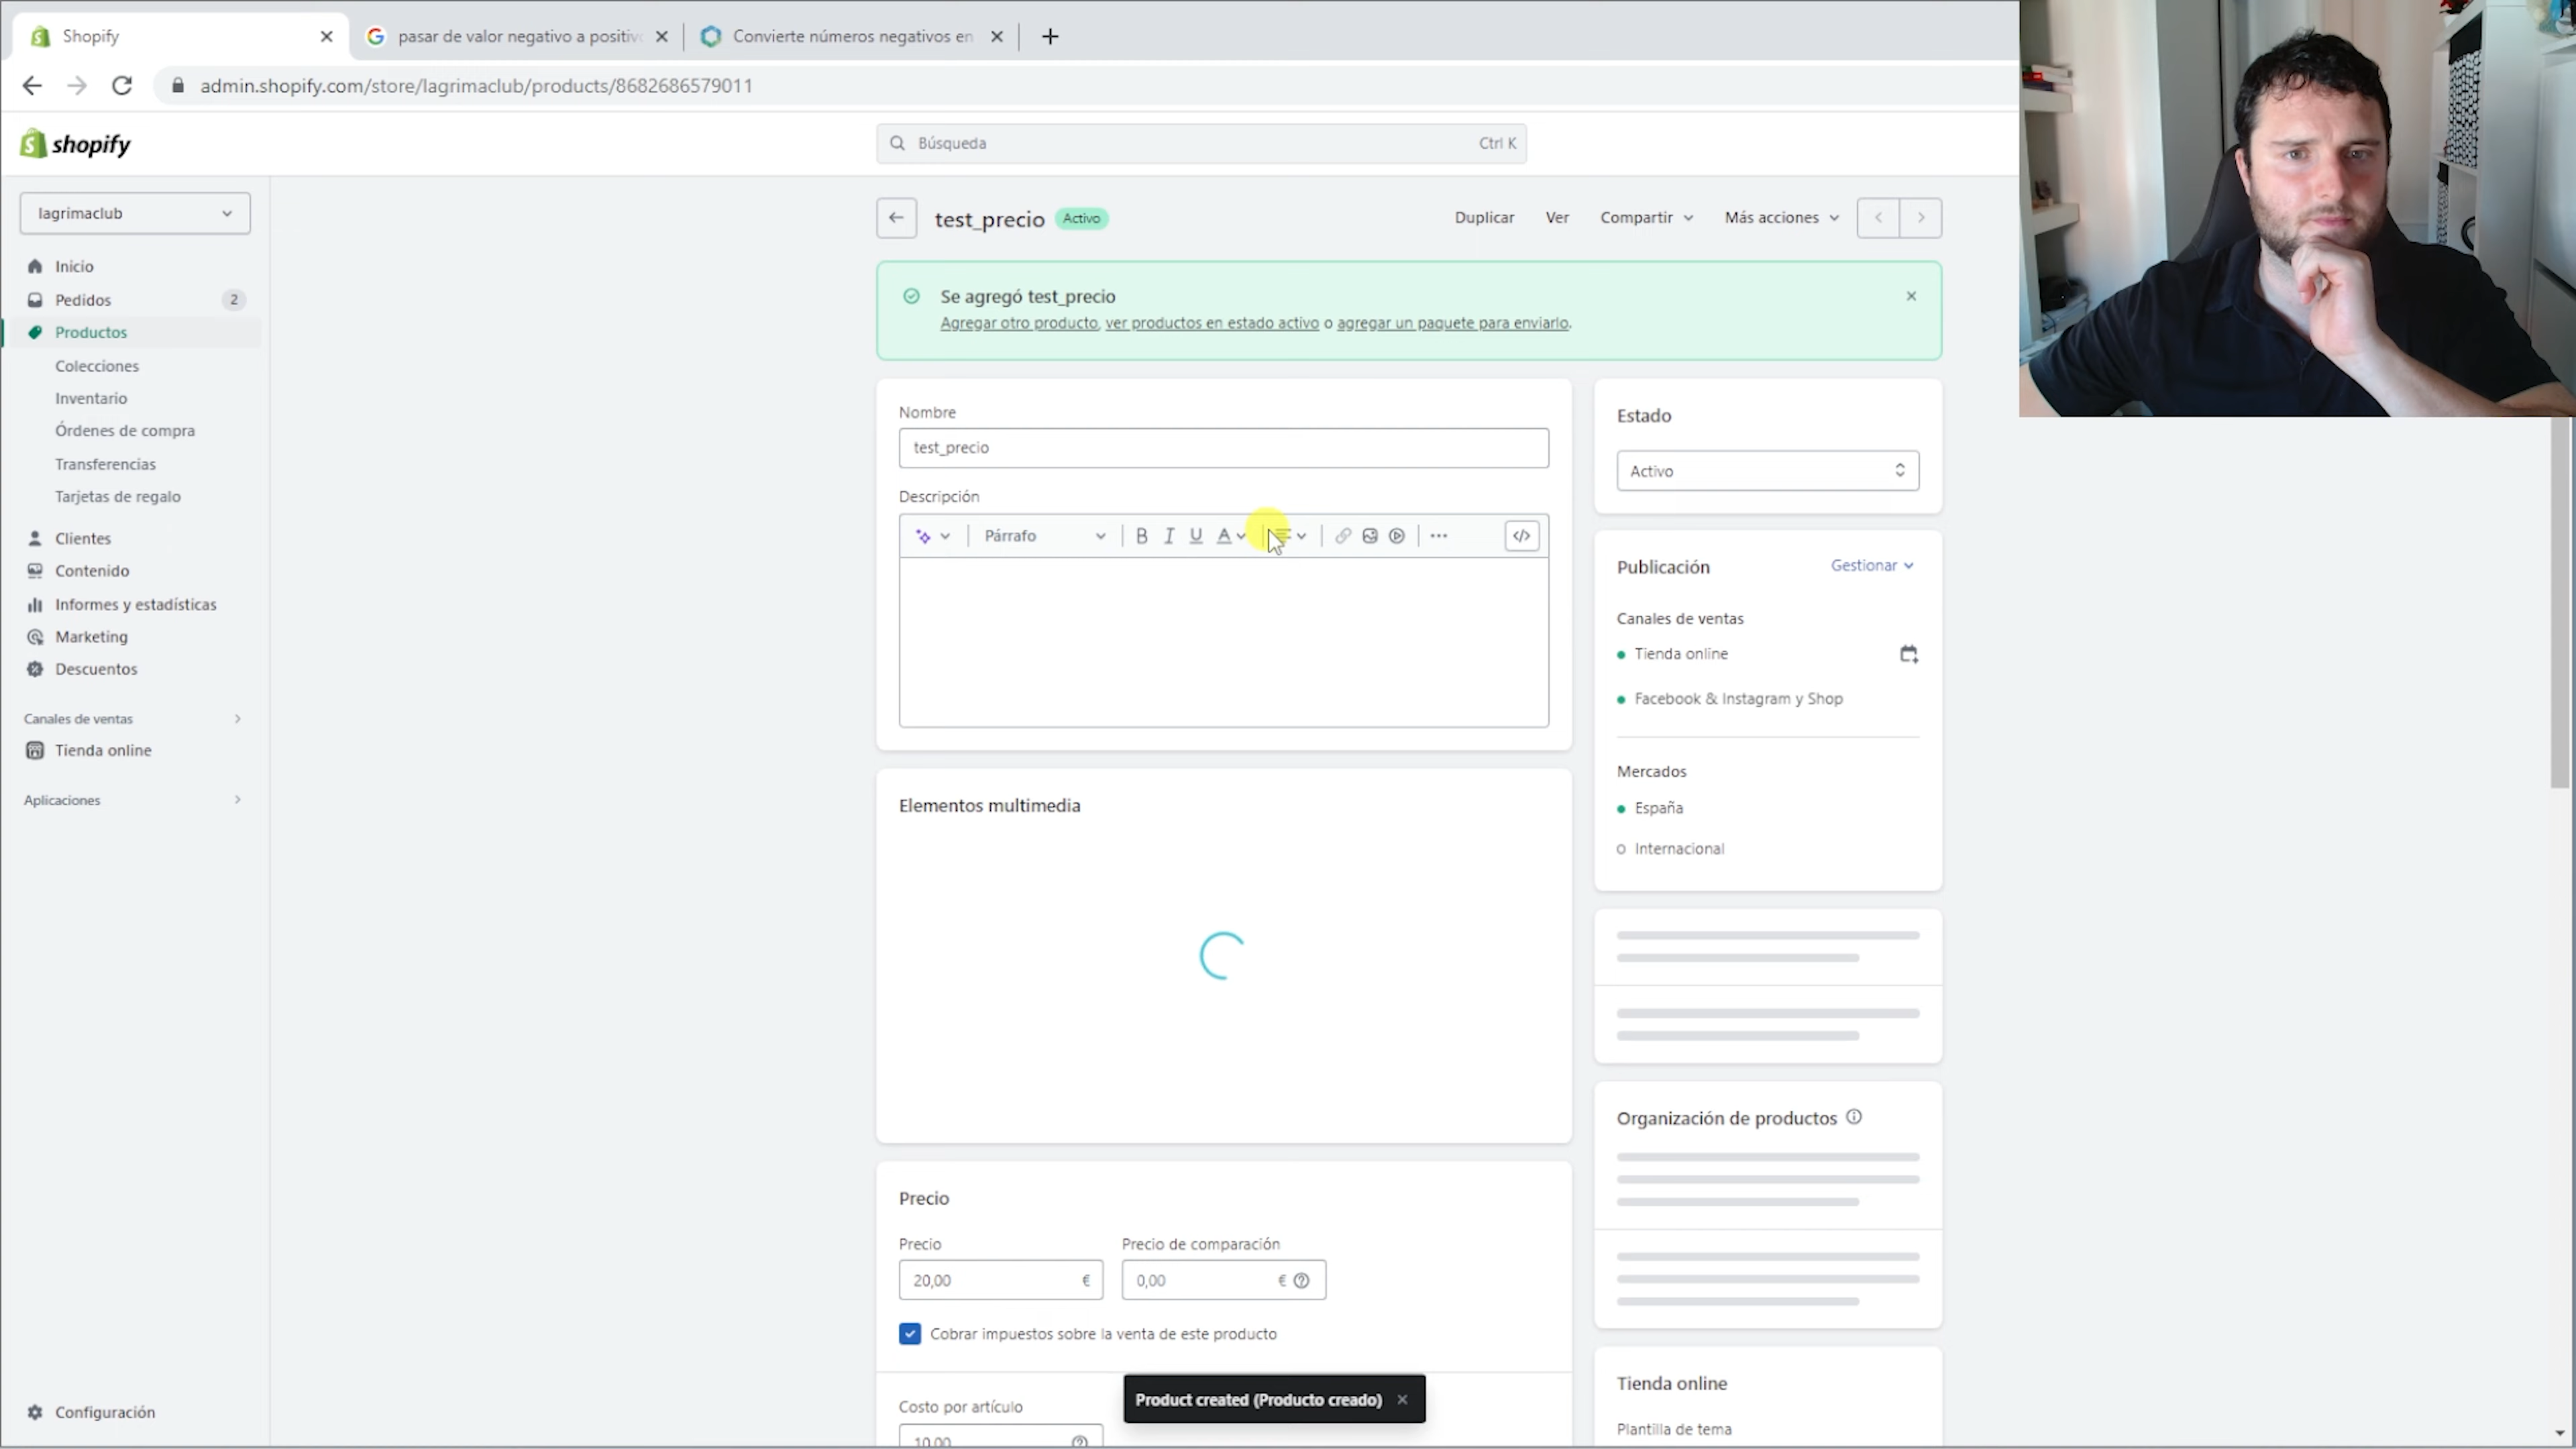 Shopify
pasar de valor negativo a positivo
Convierte números negativos en
admin.shopify.com/store/lagrimaclub/products/8682686579011
shopify
Búsqueda
Ctrl K
lagrimaclub
Inicio
Pedidos
2
Productos
Colecciones
Inventario
Órdenes de compra
Transferencias
Tarjetas de regalo
Clientes
Contenido
Informes y estadísticas
Marketing
Descuentos
Canales de ventas
Tienda online
Aplicaciones
Configuración
test_precio
Activo
Duplicar
Ver
Compartir
Más acciones
Se agregó test_precio
Agregar otro producto, ver productos en estado activo o agregar un paquete para enviarlo.
Nombre
test_precio
Descripción
Párrafo
B I U A
Elementos multimedia
Precio
Precio
Precio de comparación
20,00 €
0,00 €
Cobrar impuestos sobre la venta de este producto
Costo por artículo
10,00
Product created (Producto creado)
Estado
Activo
Publicación
Gestionar
Canales de ventas
Tienda online
Facebook & Instagram y Shop
Mercados
España
Internacional
Organización de productos
Tienda online
Plantilla de tema